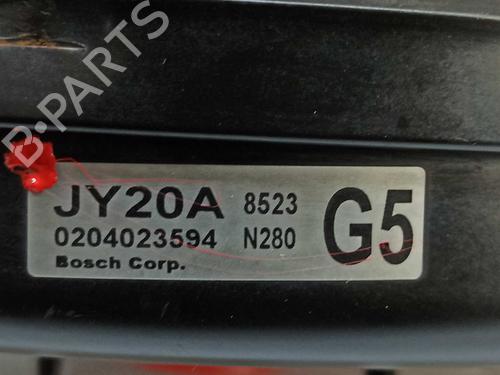 B-PARTS
JY20A 8523
0204023594 N280
G5
Bosch Corp.